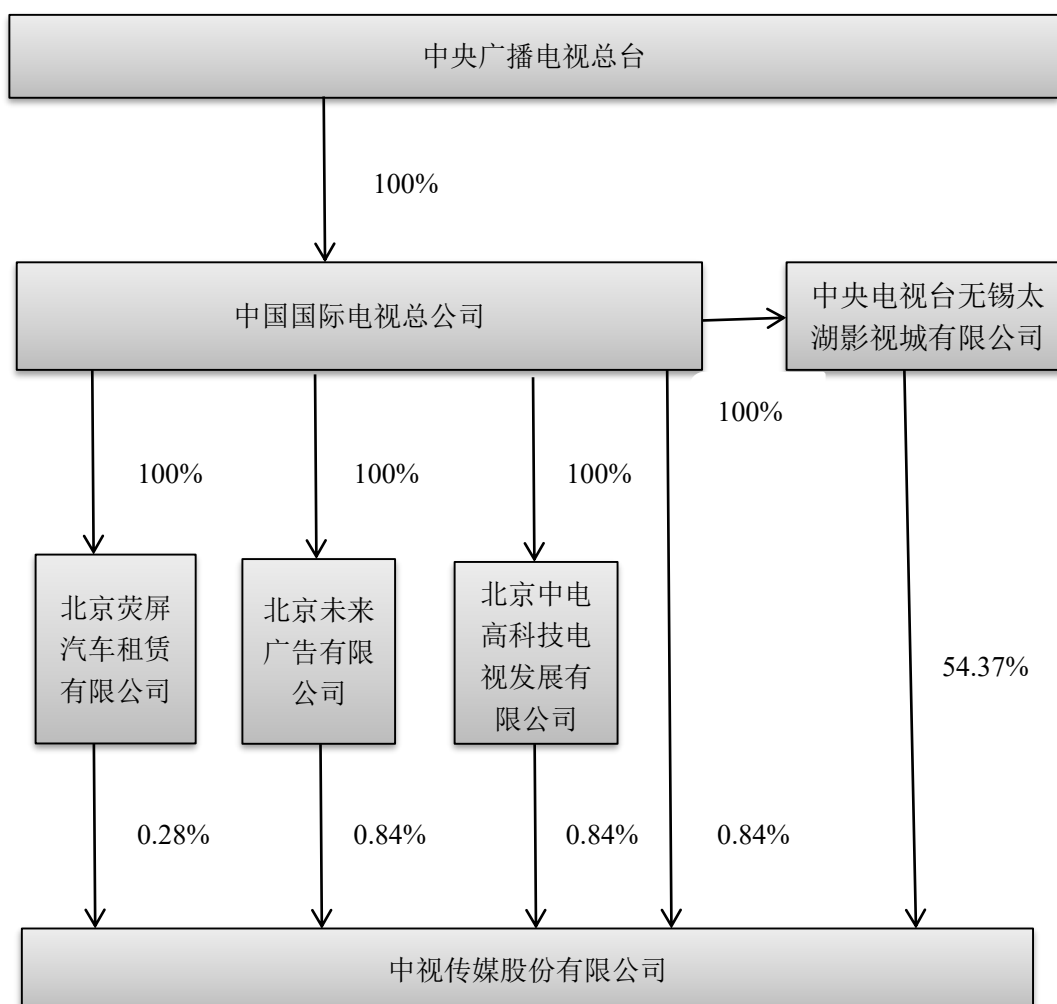 中央广播电视总台
100%
中国国际电视总公司
中央电视台无锡太
湖影视城有限公司
100%
100%
100%
100%
北京荧屏
汽车租赁
有限公司
北京未来
广告有限
公司
北京中电
高科技电
视发展有
限公司
54.37%
0.28%
0.84%
0.84%
0.84%
中视传媒股份有限公司